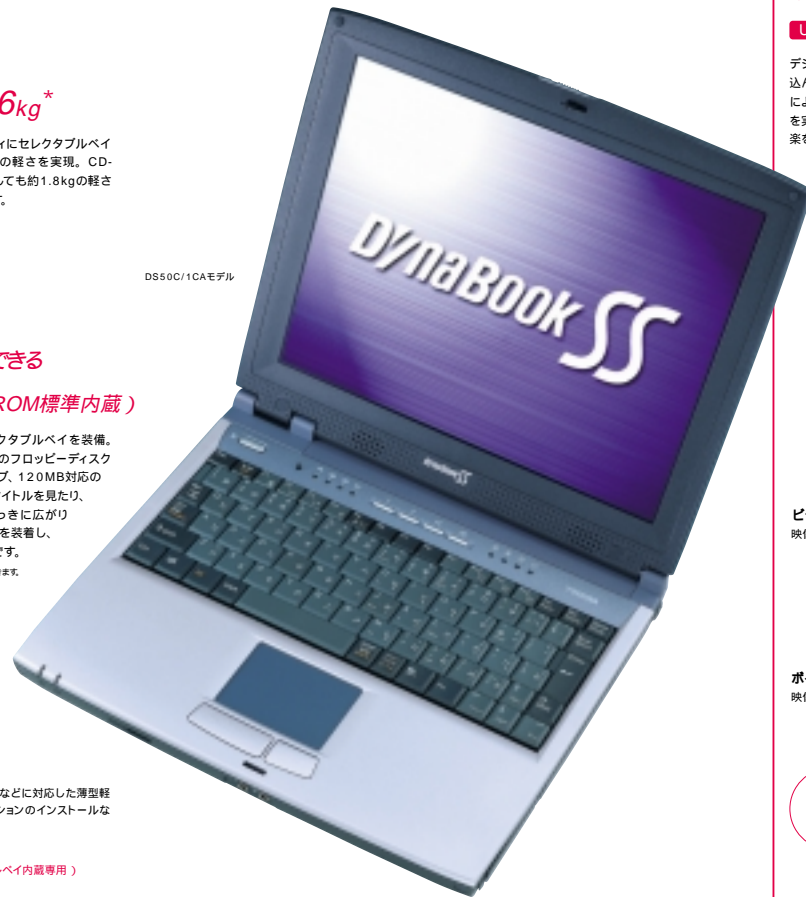 6kg*
ィにセレクタブルベイ
の軽さを実現。CD-
しても約1.8kgの軽さ
す。
DS50C/1CAモデル
できる
ROM標準内蔵）
クタブルベイを装備。
のフロッピーディスク
ブ、120MB対応の
タイトルを見たり、
っきに広がり
を装着し、
です。
きます。
などに対応した薄型軽
ションのインストールな
ルベイ内蔵専用）
DynaBook SS
DynaBook SS
U
デジ
込ん
によ
を実
楽を
ビ
映像
ポ
映像